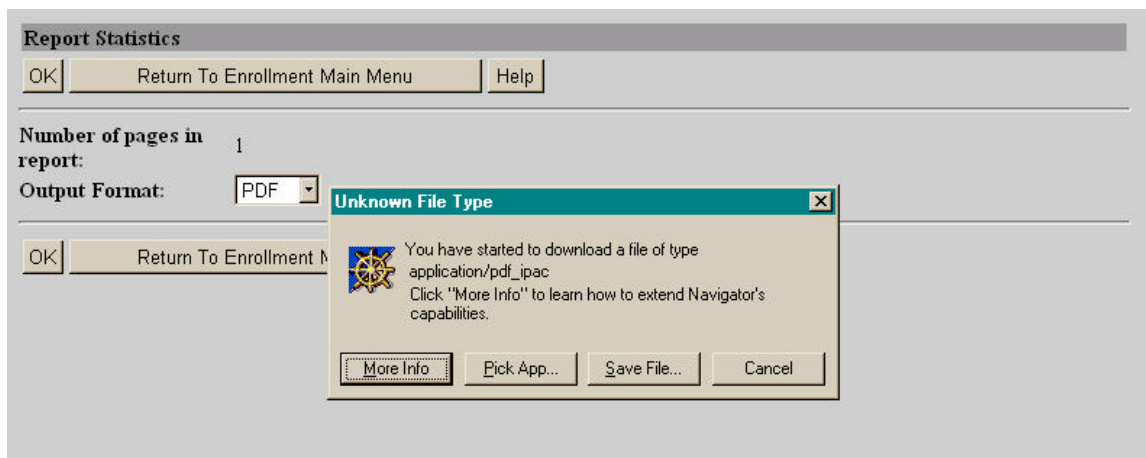 Report Statistics
OK Return To Enrollment Main Menu Help
Number of pages in
report: 1
Output Format: PDF
Unknown File Type
You have started to download a file of type
application/pdf_ipac
Click "More Info" to learn how to extend Navigator's
capabilities.
OK Return To Enrollment M
More Info Pick App... Save File... Cancel